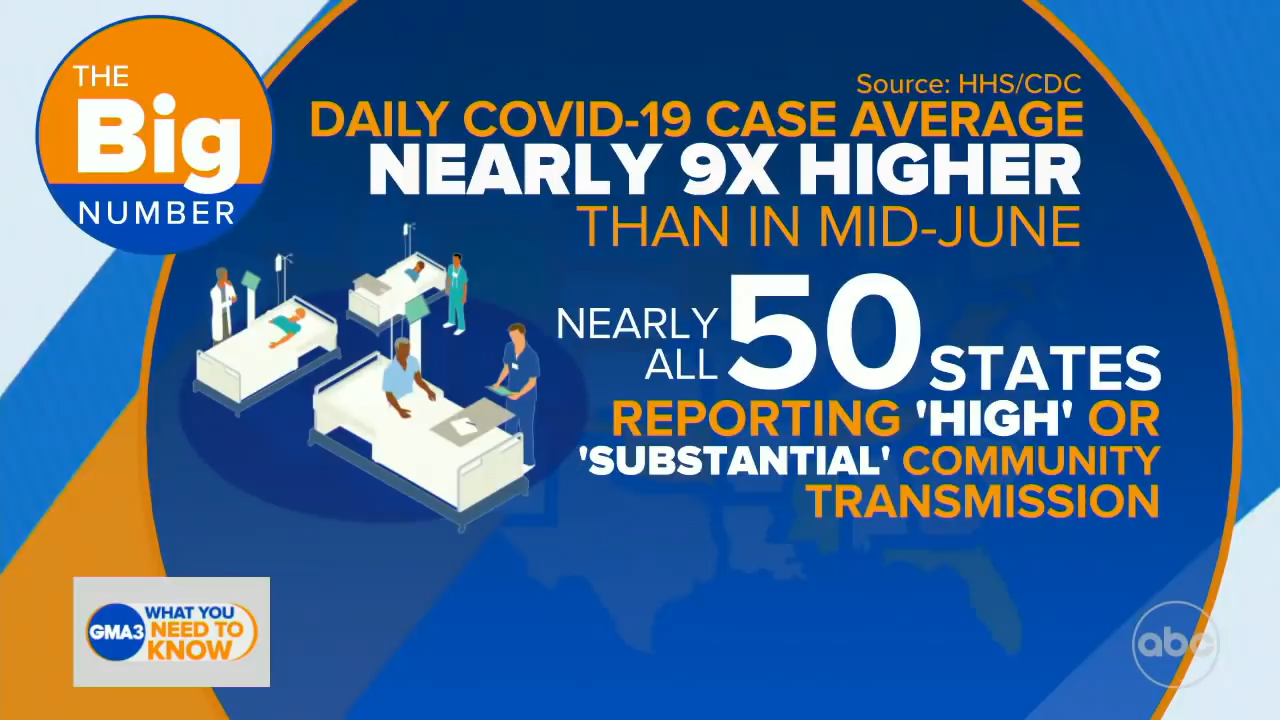 THE
Big
NUMBER
Source: HHS/CDC
DAILY COVID-19 CASE AVERAGE
NEARLY 9X HIGHER
THAN IN MID-JUNE
NEARLY
ALL 50 STATES
REPORTING 'HIGH' OR
'SUBSTANTIAL' COMMUNITY
TRANSMISSION
GMA3
WHAT YOU
NEED TO
KNOW
abc